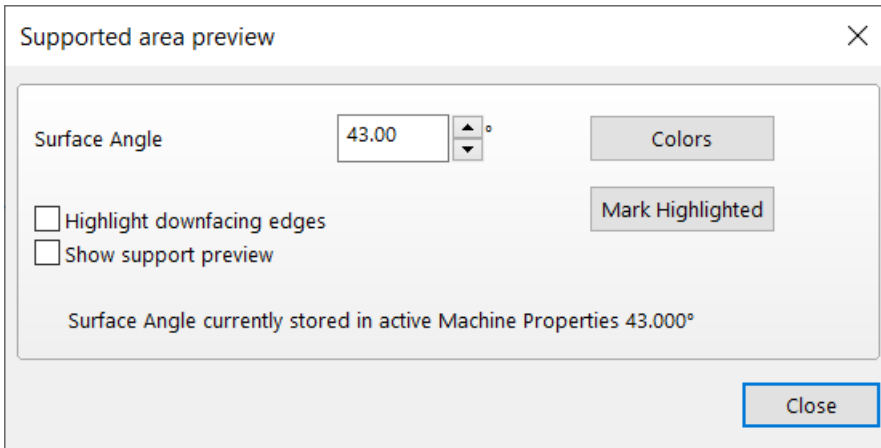 Supported area preview
Surface Angle 43.00 ° Colors
Mark Highlighted
Highlight downfacing edges
Show support preview
Surface Angle currently stored in active Machine Properties 43.000°
Close